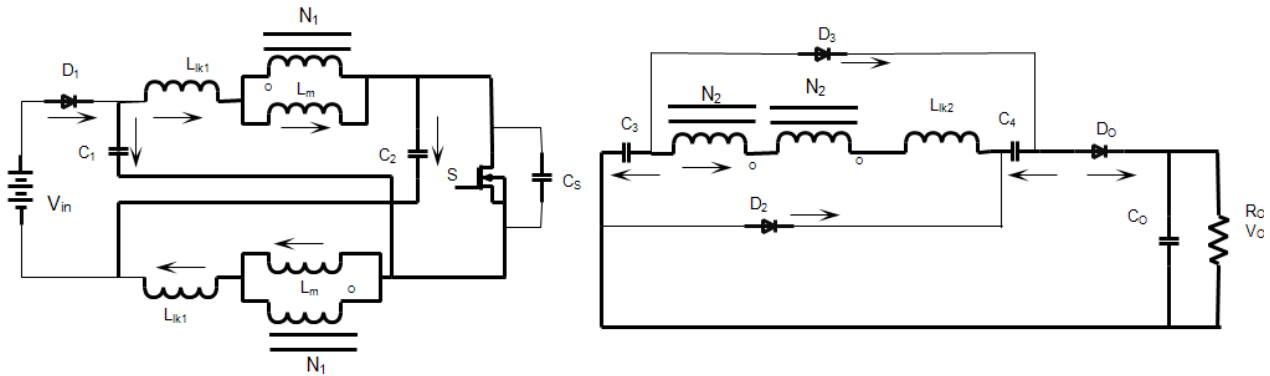 N1
D1
Llk1
Lm
C1
C2
S
CS
Vin
Lm
Llk1
N1
D3
N2
N2
Llk2
C3
C4
DO
D2
CO
RO
VO